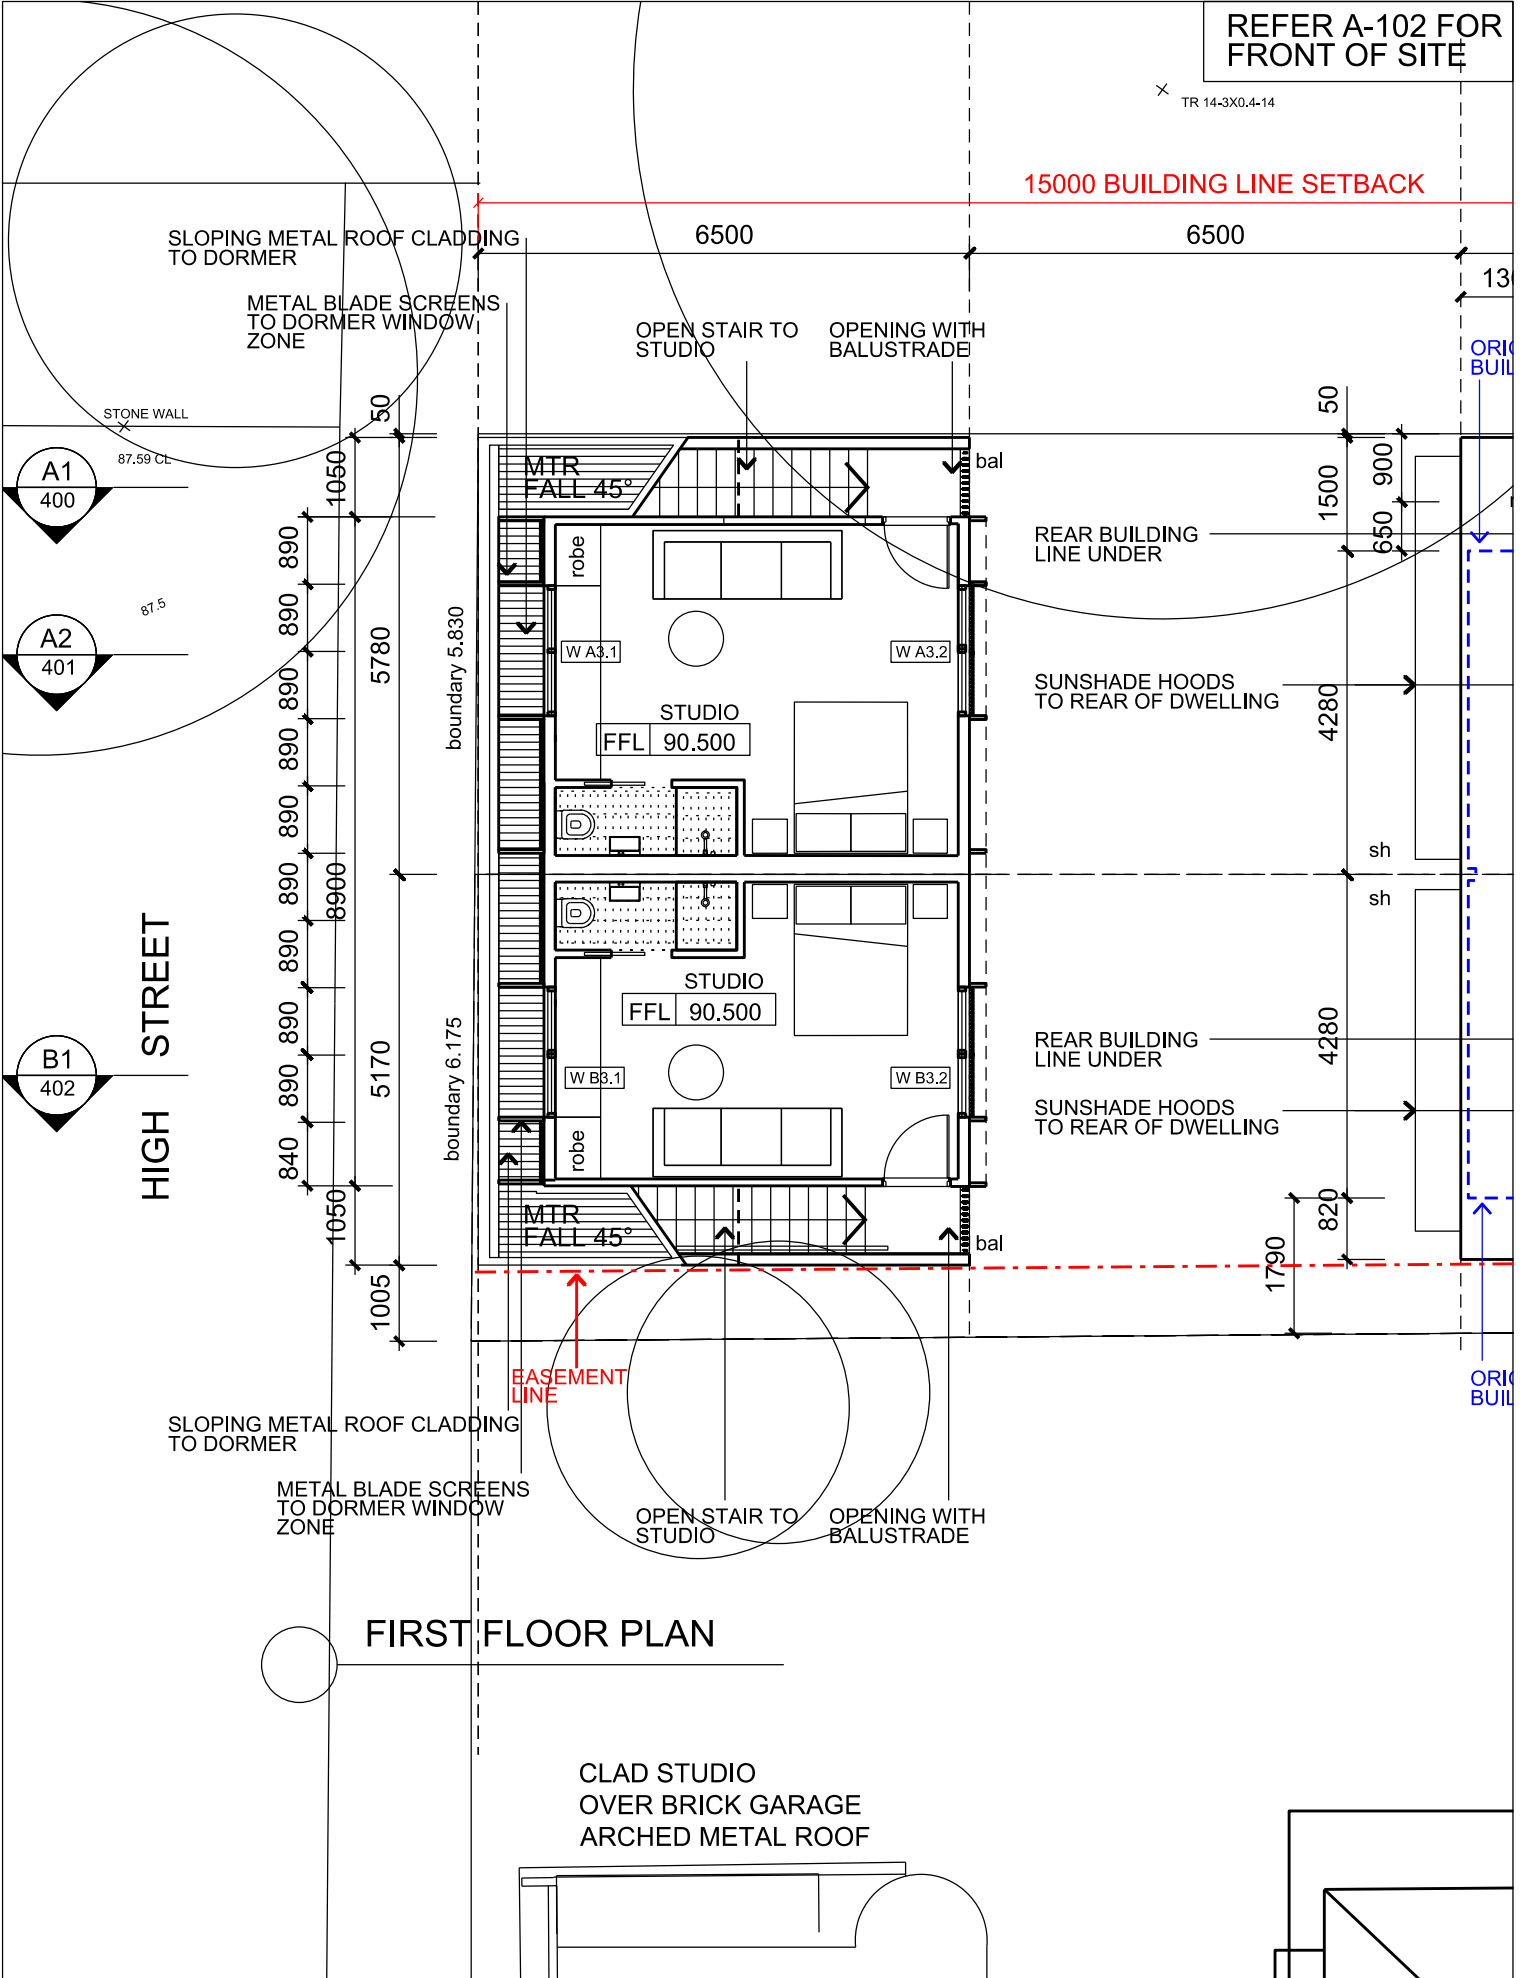 REFER A-102 FOR
FRONT OF SITE
TR 14-3X0.4-14
15000 BUILDING LINE SETBACK
6500
6500
SLOPING METAL ROOF CLADDING
TO DORMER
METAL BLADE SCREENS
TO DORMER WINDOW
ZONE
OPEN STAIR TO
STUDIO
OPENING WITH
BALUSTRADE
STONE WALL
87.59 CL
A1
400
50
1050
MTR
FALL 45°
bal
50
1500
900
650
890
890
890
890
890
890
890
890
890
840
5780
8900
5170
1050
1005
87.5
A2
401
boundary 5.830
robe
W A3.1
W A3.2
STUDIO
FFL 90.500
REAR BUILDING
LINE UNDER
SUNSHADE HOODS
TO REAR OF DWELLING
4280
sh
sh
HIGH STREET
STUDIO
FFL 90.500
B1
402
boundary 6.175
W B3.1
W B3.2
robe
REAR BUILDING
LINE UNDER
SUNSHADE HOODS
TO REAR OF DWELLING
4280
820
1790
MTR
FALL 45°
bal
EASEMENT
LINE
SLOPING METAL ROOF CLADDING
TO DORMER
METAL BLADE SCREENS
TO DORMER WINDOW
ZONE
OPEN STAIR TO
STUDIO
OPENING WITH
BALUSTRADE
FIRST FLOOR PLAN
CLAD STUDIO
OVER BRICK GARAGE
ARCHED METAL ROOF